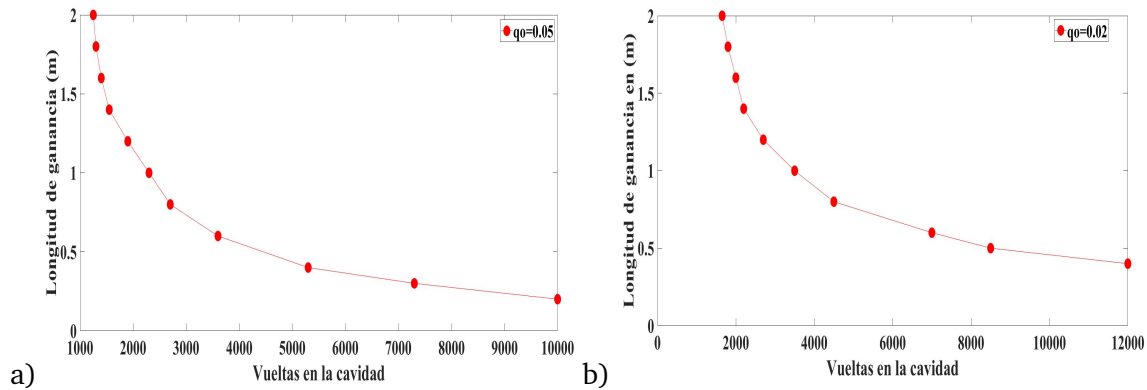 qo=0.05
Longitud de ganancia (m)
2
1.5
1
0.5
0
1000 2000 3000 4000 5000 6000 7000 8000 9000 10000
Vueltas en la cavidad
a)
qo=0.02
Longitud de ganancia en (m)
2
1.5
1
0.5
0
0 2000 4000 6000 8000 10000 12000
Vueltas en la cavidad
b)